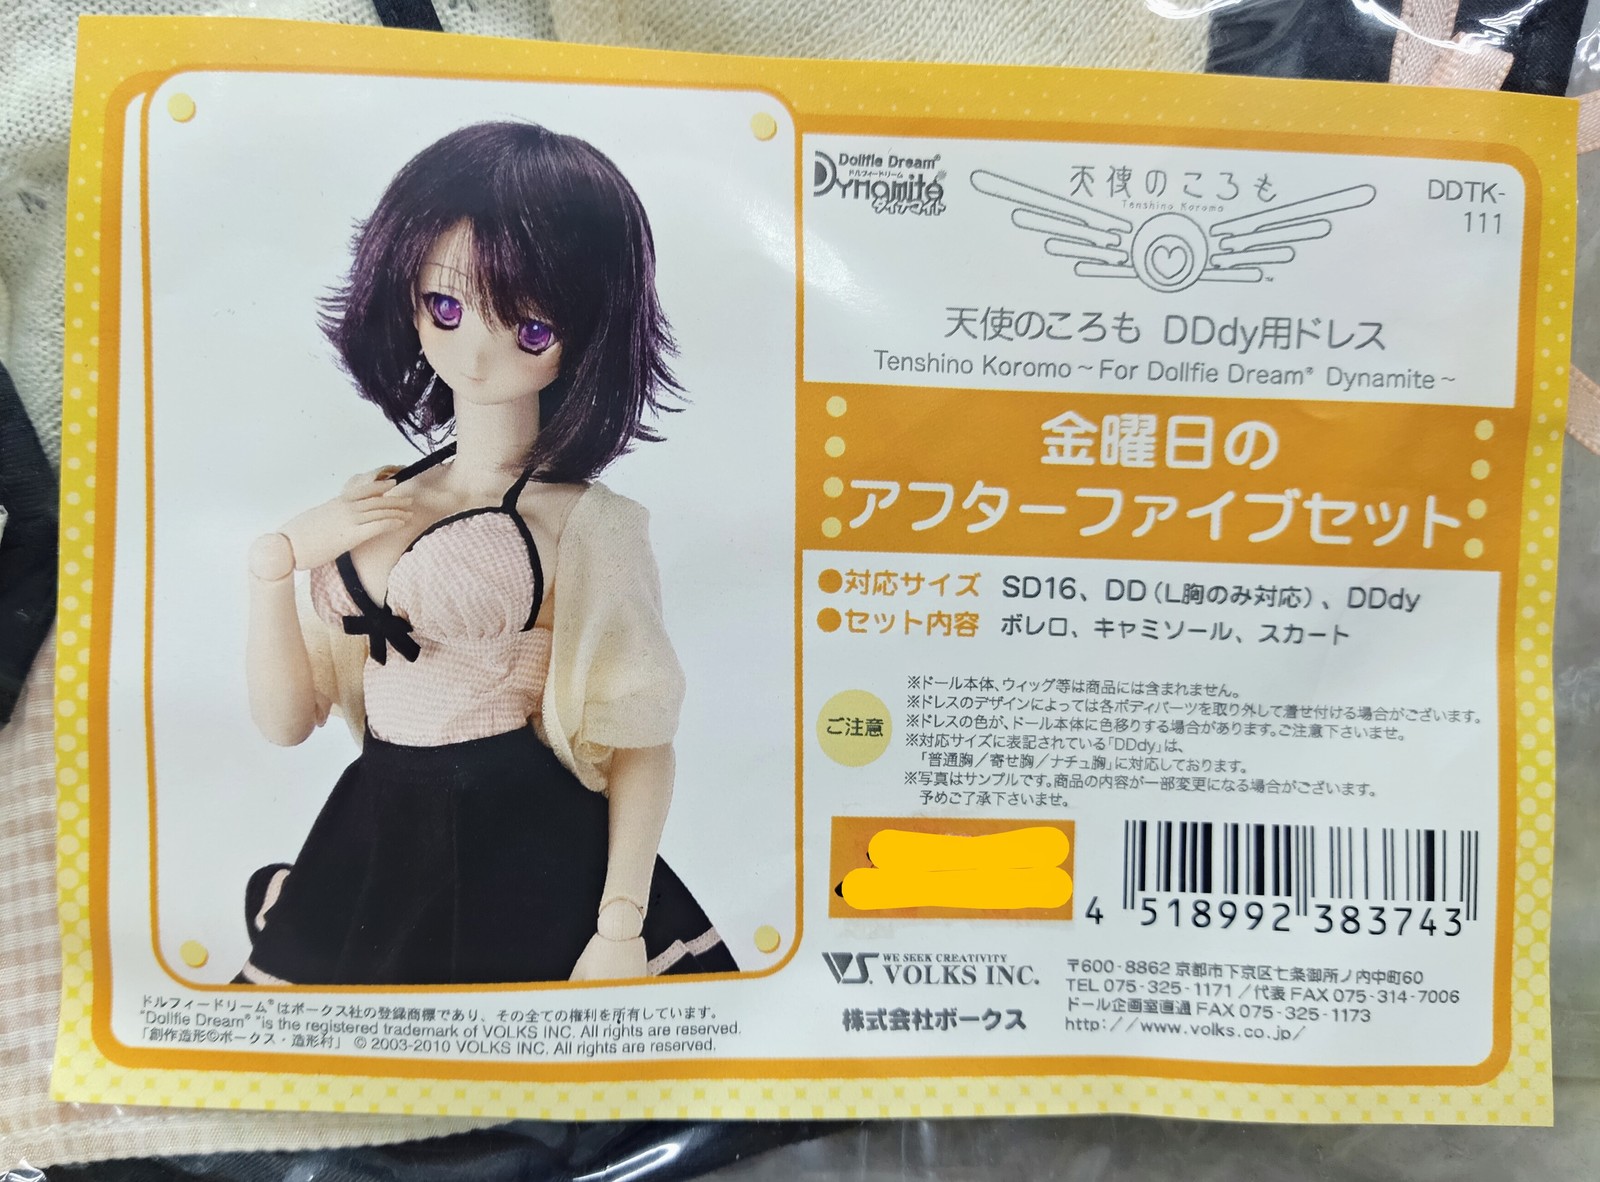 Dollfie Dream®
ドルフィードリーム
DYNAMITE
ダイナマイト
天使のころも
Tenshino Koromo
™
DDTK-
111
天使のころも DDdy用ドレス
Tenshino Koromo～For Dollfie Dream® Dynamite～
金曜日の
アフターファイブセット
●対応サイズ SD16、DD（L胸のみ対応）、DDdy
●セット内容 ボレロ、キャミソール、スカート
ご注意
※ドール本体、ウィッグ等は商品には含まれません。
※ドレスのデザインによっては各ボディパーツを取り外して着せ付ける場合がございます。
※ドレスの色が、ドール本体に色移りする場合があります。ご注意下さいませ。
※対応サイズに表記されている「DDdy」は、
「普通胸／寄せ胸／ナチュ胸」に対応しております。
※写真はサンプルです。商品の内容が一部変更になる場合がございます。
予めご了承下さいませ。
4 518992 383743
VS WE SEEK CREATIVITY
VOLKS INC.
株式会社ボークス
〒600-8862 京都市下京区七条御所ノ内中町60
TEL 075-325-1171／代表 FAX 075-314-7006
ドール企画室直通 FAX 075-325-1173
http://www.volks.co.jp/
ドルフィードリーム®はボークス社の登録商標であり、その全ての権利を所有しています。
"Dollfie Dream® "is the registered trademark of VOLKS INC. All rights are reserved.
「創作造形©ボークス・造形村」 © 2003-2010 VOLKS INC. All rights are reserved.